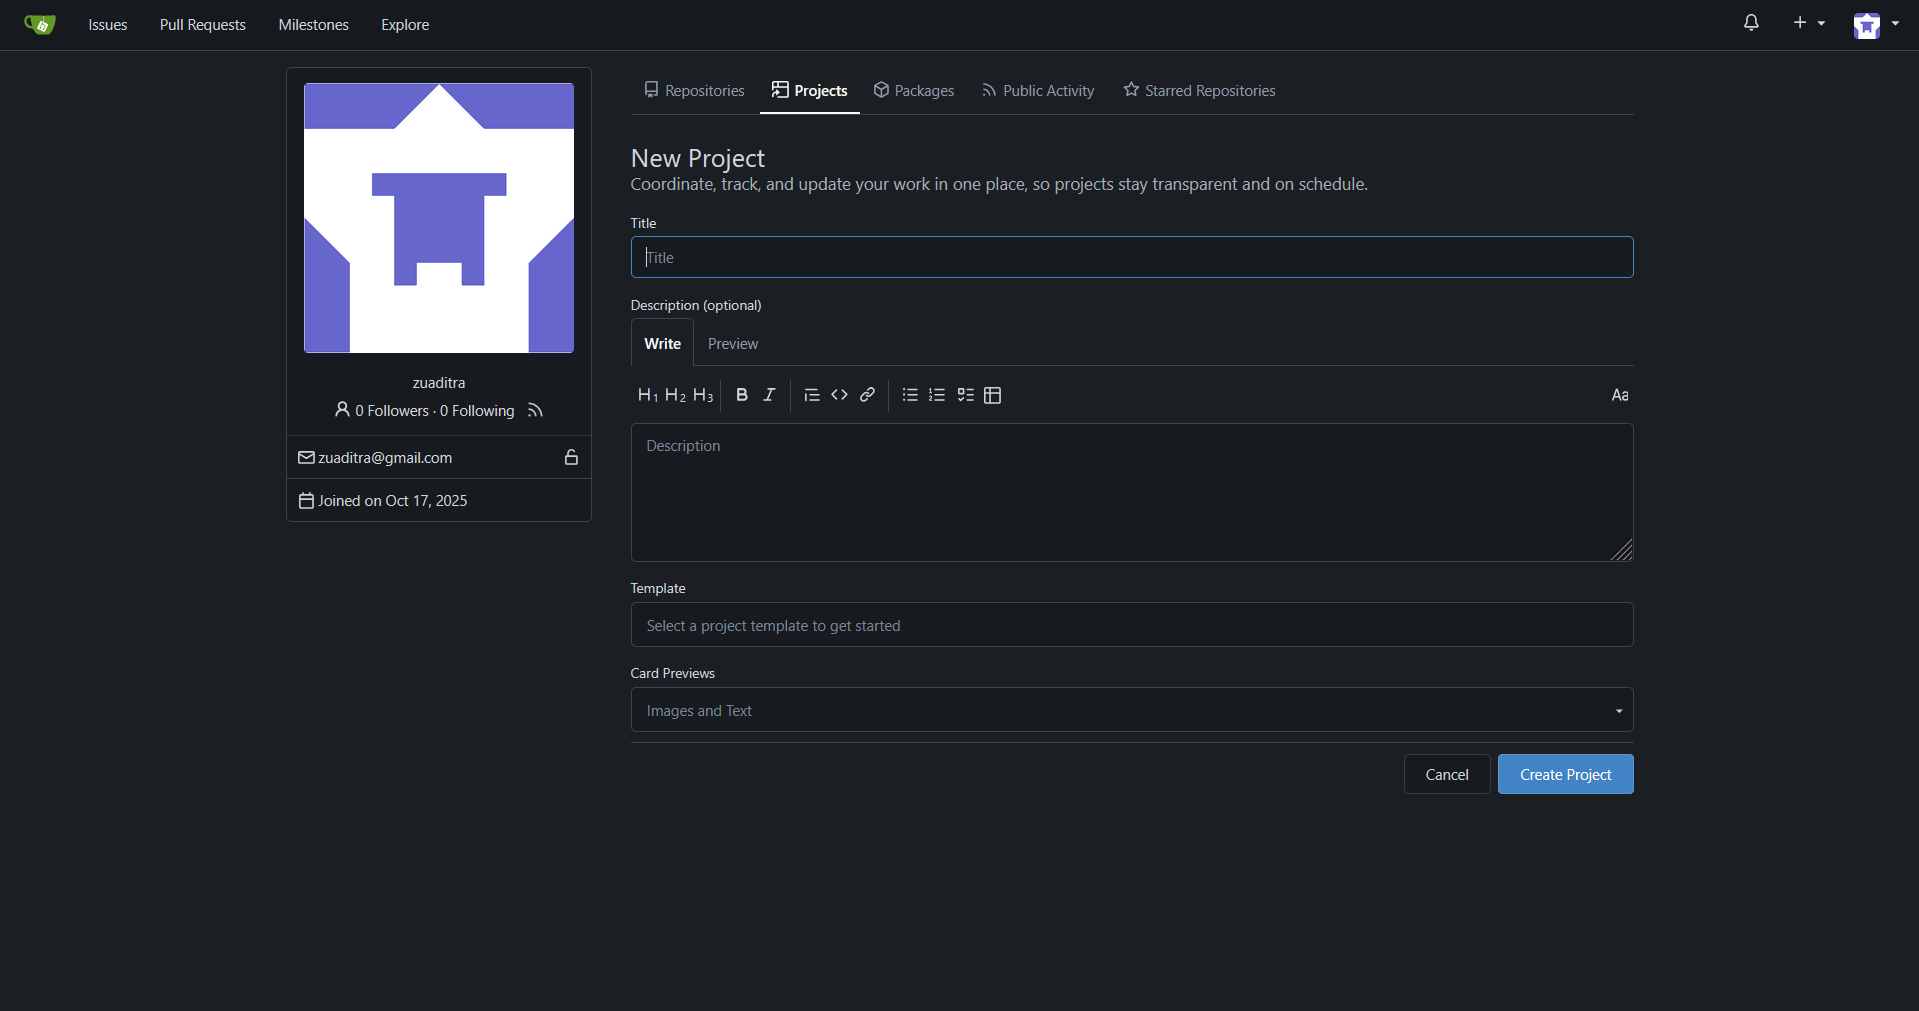 Issues Pull Requests Milestones Explore
zuaditra
0 Followers · 0 Following
zuaditra@gmail.com
Joined on Oct 17, 2025
Repositories Projects Packages Public Activity Starred Repositories
New Project
Coordinate, track, and update your work in one place, so projects stay transparent and on schedule.
Title
Title
Description (optional)
Write Preview
H1 H2 H3 B I Aa
Description
Template
Select a project template to get started
Card Previews
Images and Text
Cancel Create Project